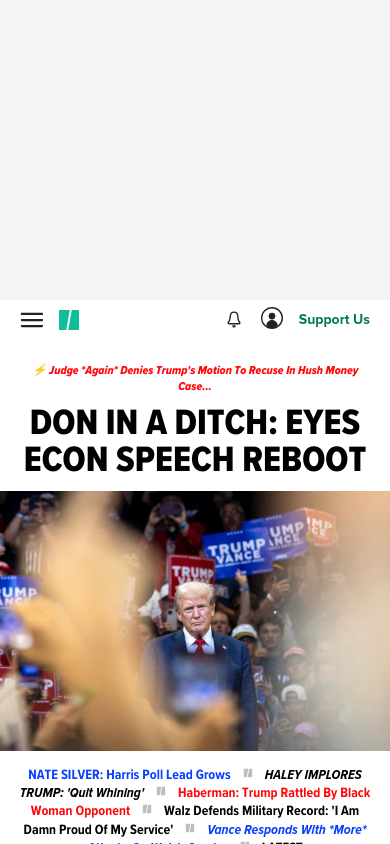 Support Us
⚡ Judge *Again* Denies Trump's Motion To Recuse In Hush Money
Case...
DON IN A DITCH: EYES
ECON SPEECH REBOOT
TRUMP
VANCE
TRUMP
TRUMP
VANCE
NATE SILVER: Harris Poll Lead Grows " HALEY IMPLORES
TRUMP: 'Quit Whining' " Haberman: Trump Rattled By Black
Woman Opponent " Walz Defends Military Record: 'I Am
Damn Proud Of My Service' " Vance Responds With *More*